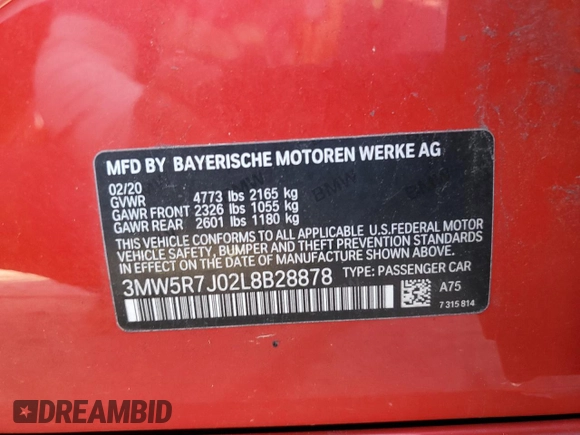 MFD BY BAYERISCHE MOTOREN WERKE AG
02/20
GVWR 4773 lbs 2165 kg
GAWR FRONT 2326 lbs 1055 kg
GAWR REAR 2601 lbs 1180 kg
THIS VEHICLE CONFORMS TO ALL APPLICABLE U.S.FEDERAL MOTOR
VEHICLE SAFETY, BUMPER, AND THEFT PREVENTION STANDARDS
IN EFFECT ON THE DATE OF MANUFACTURE SHOWN ABOVE.
3MW5R7J02L8B28878 TYPE: PASSENGER CAR
A75
7 315 814
DREAMBID